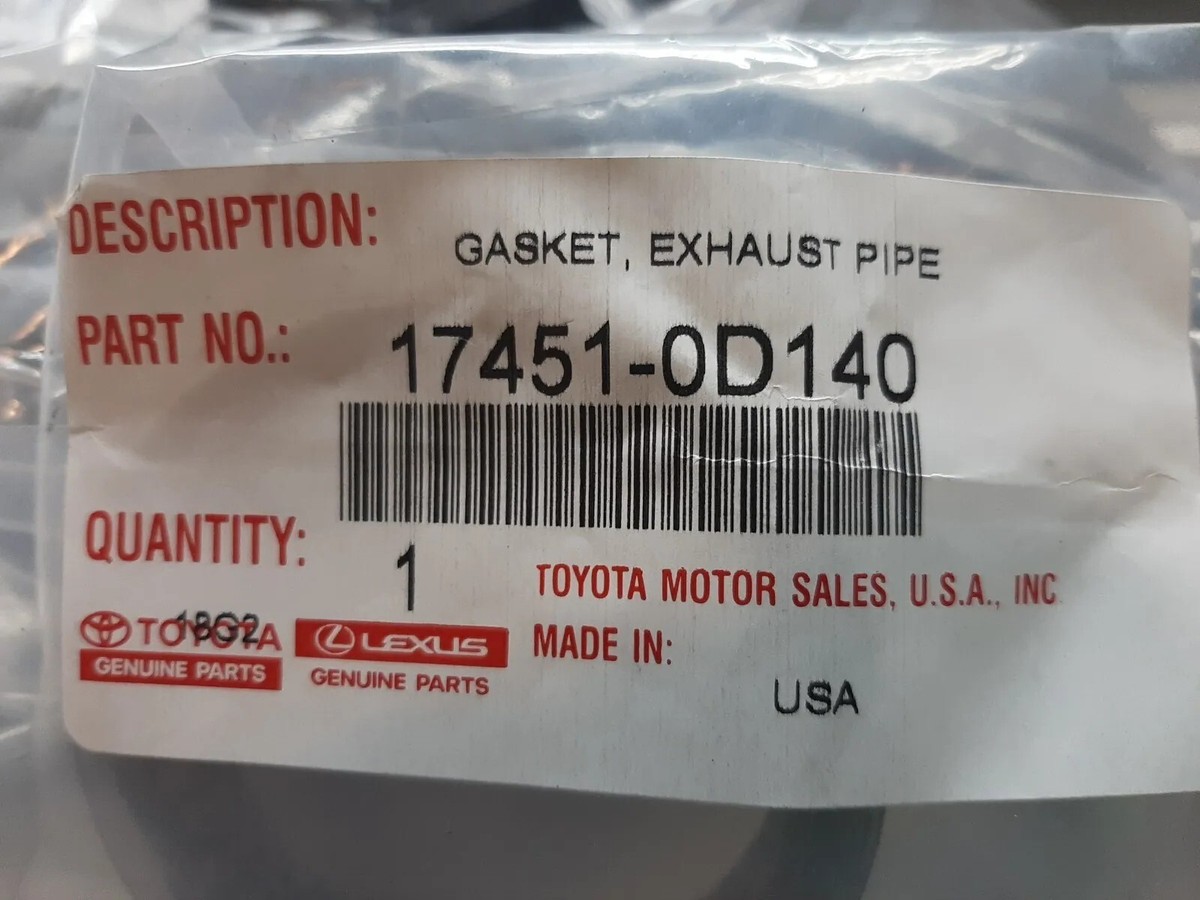 DESCRIPTION: GASKET, EXHAUST PIPE
PART NO.: 17451-0D140
QUANTITY: 1
TOYOTA MOTOR SALES, U.S.A., INC.
TOYOTA 18G2
GENUINE PARTS
LEXUS
GENUINE PARTS
MADE IN: USA